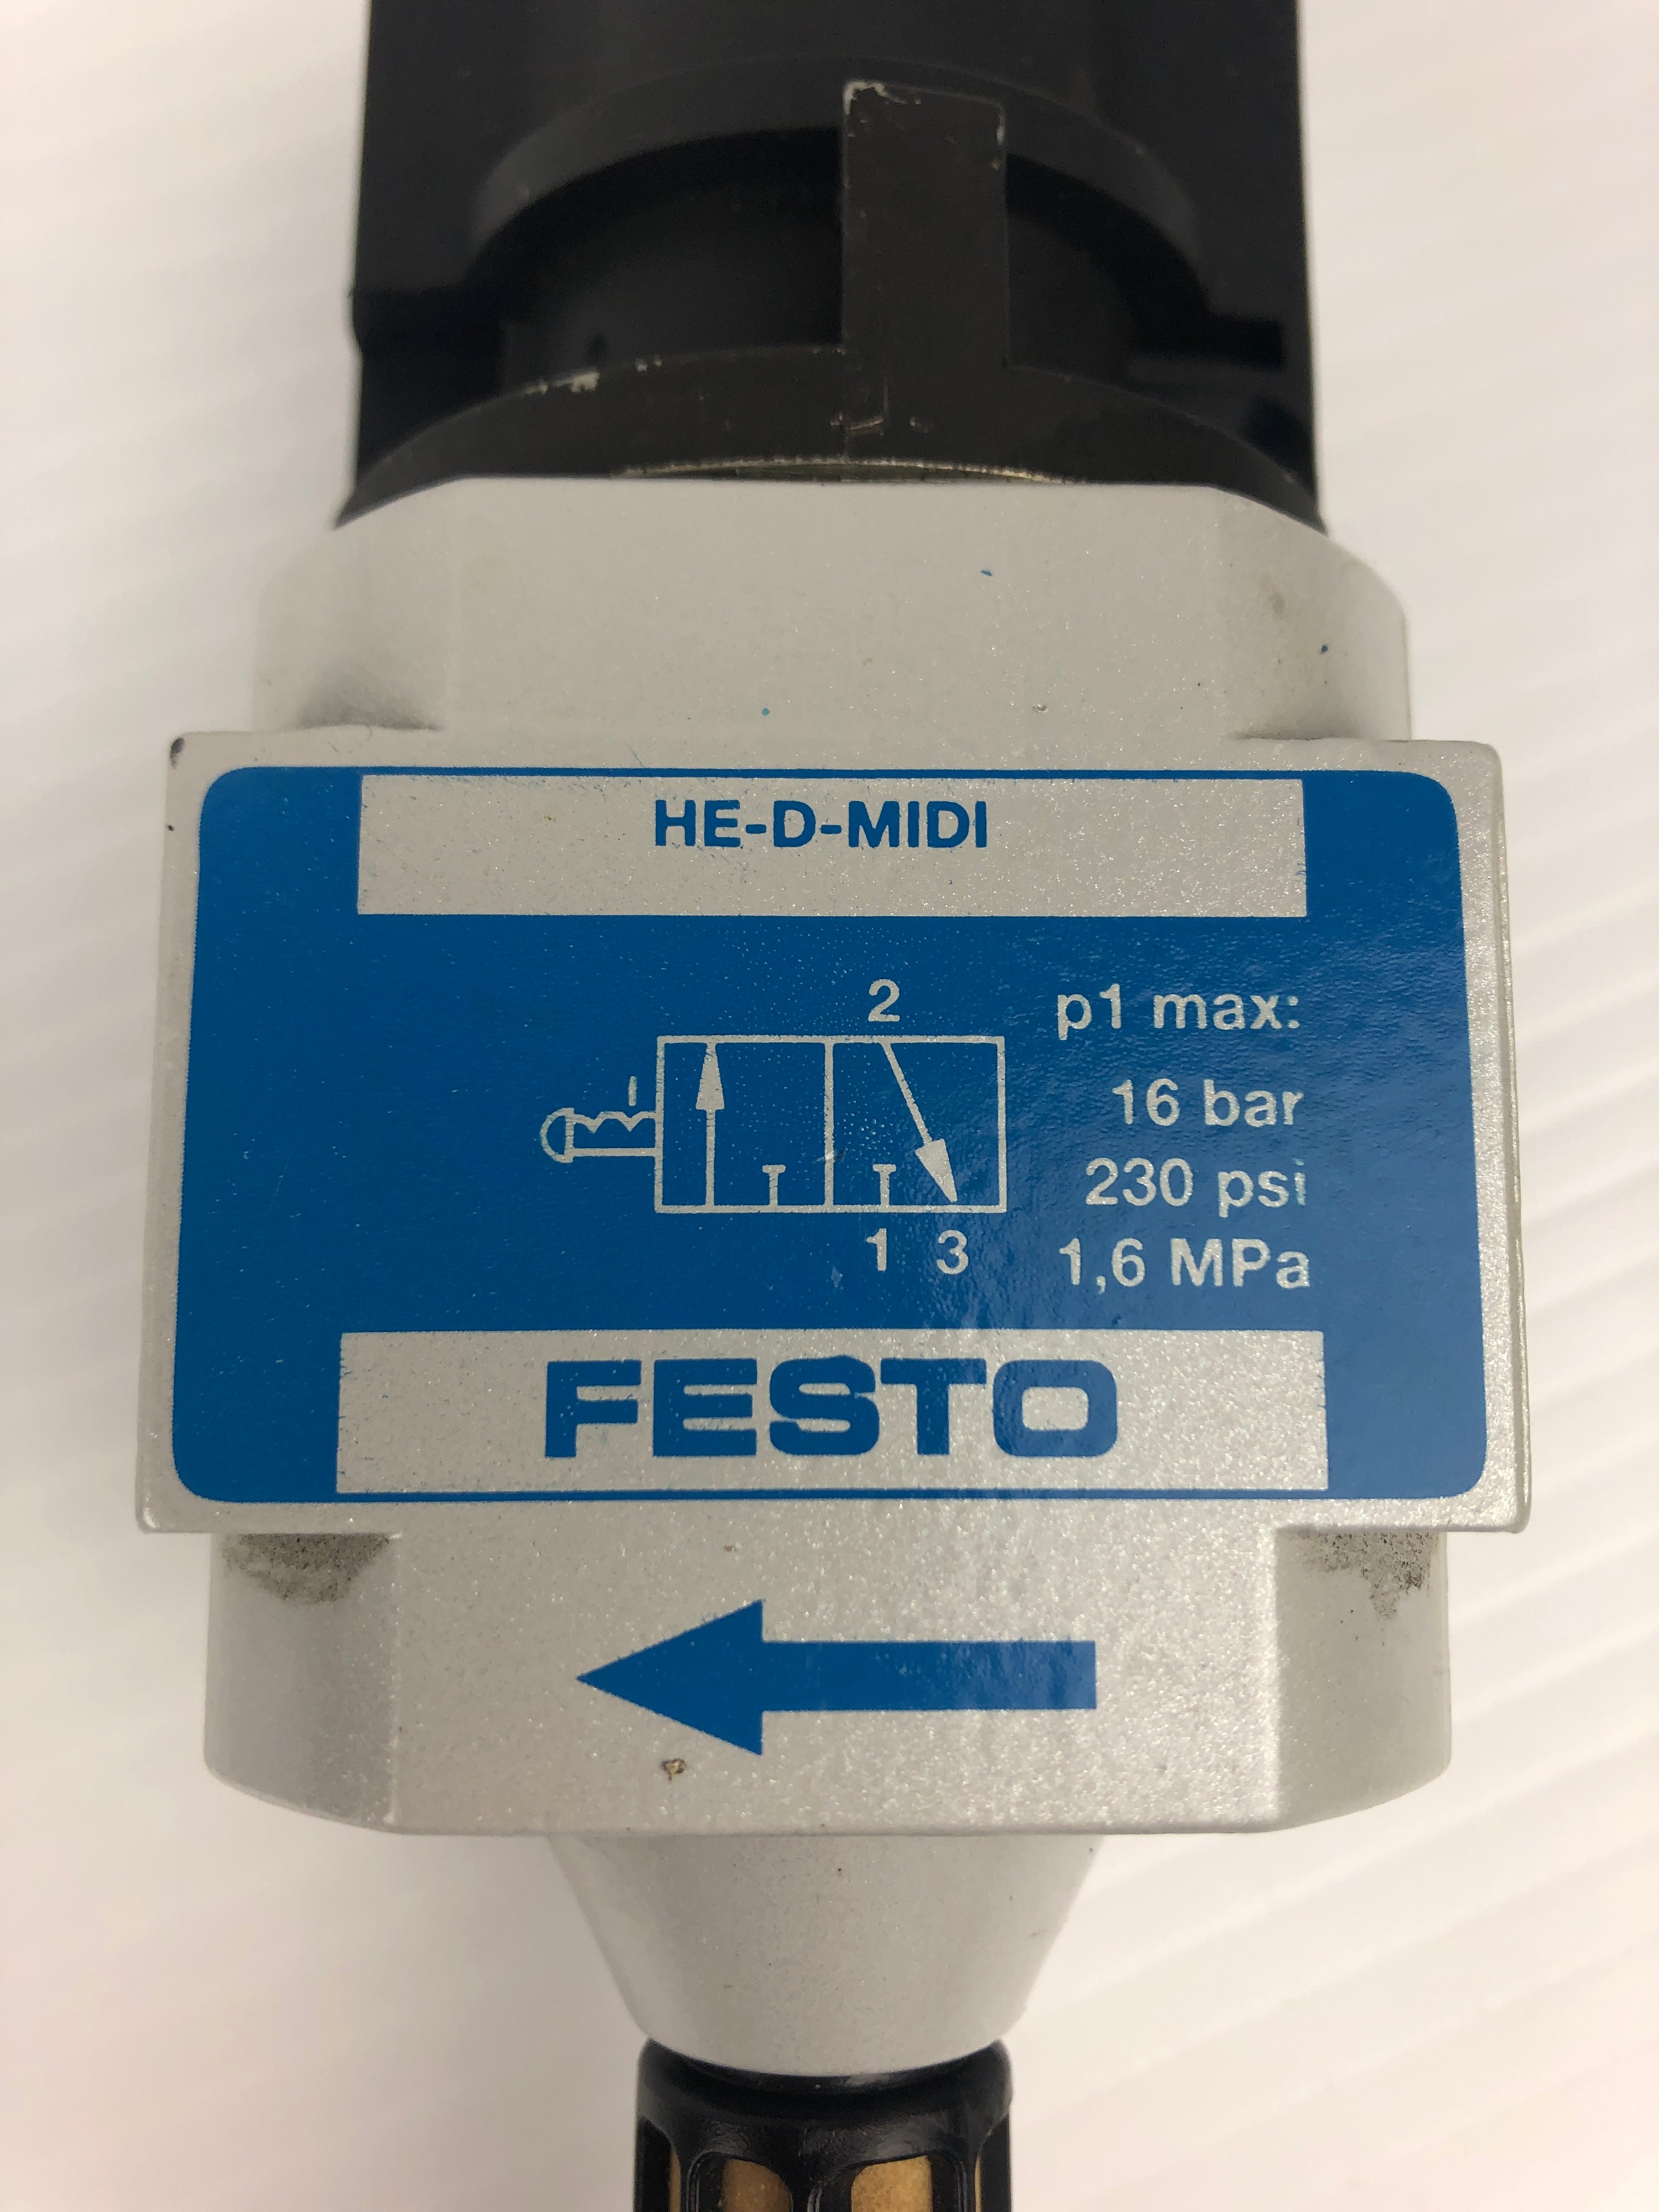 HE-D-MIDI
2
p1 max:
16 bar
230 psi
1 3
1,6 MPa
FESTO